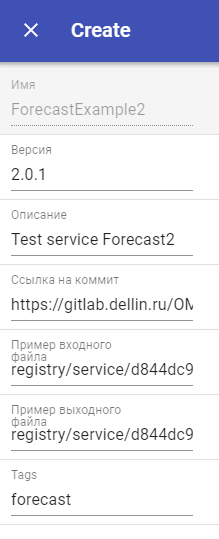 Create
Имя
ForecastExample2
Версия
2.0.1
Описание
Test service Forecast2
Ссылка на коммит
https://gitlab.dellin.ru/OM
Пример входного
файла
registry/service/d844dc9
Пример выходного
файла
registry/service/d844dc9
Tags
forecast